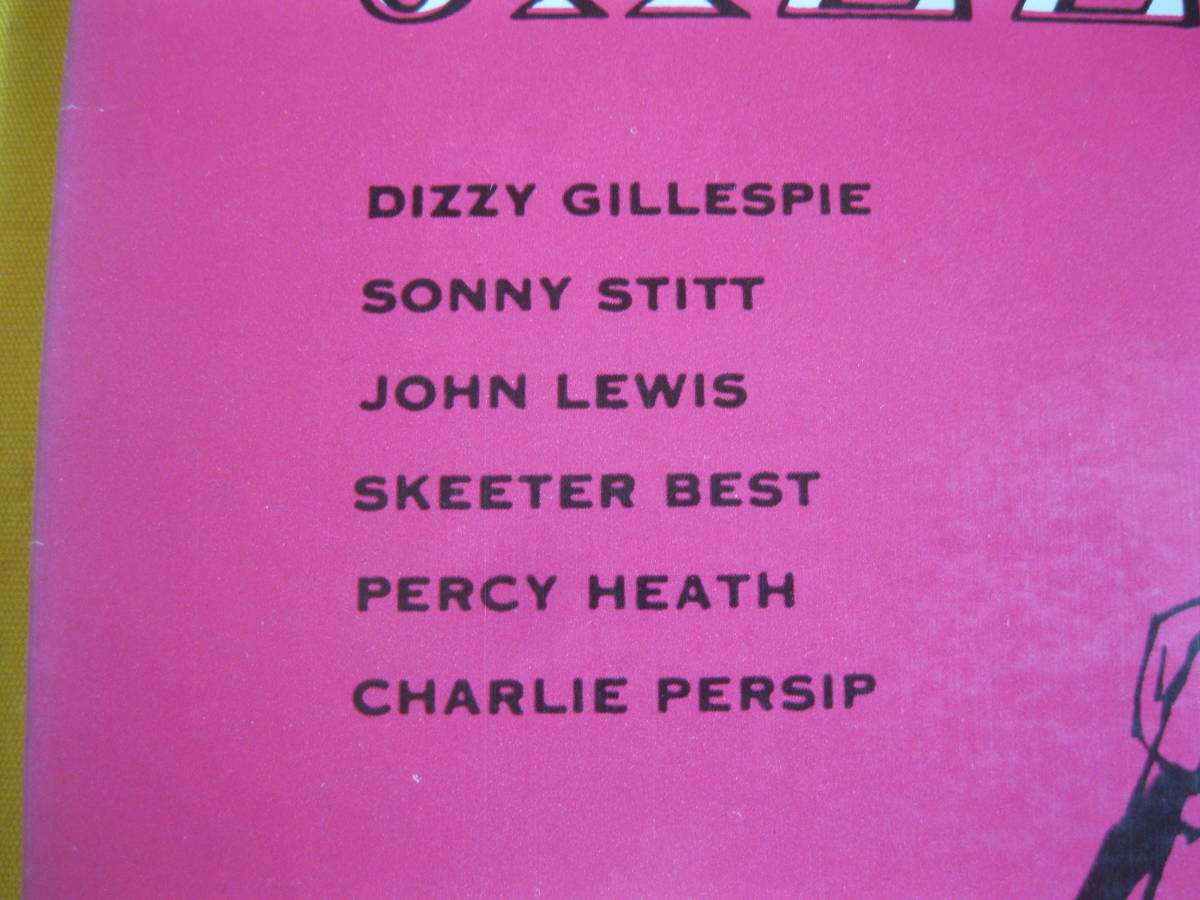 DIZZY GILLESPIE
SONNY STITT
JOHN LEWIS
SKEETER BEST
PERCY HEATH
CHARLIE PERSIP